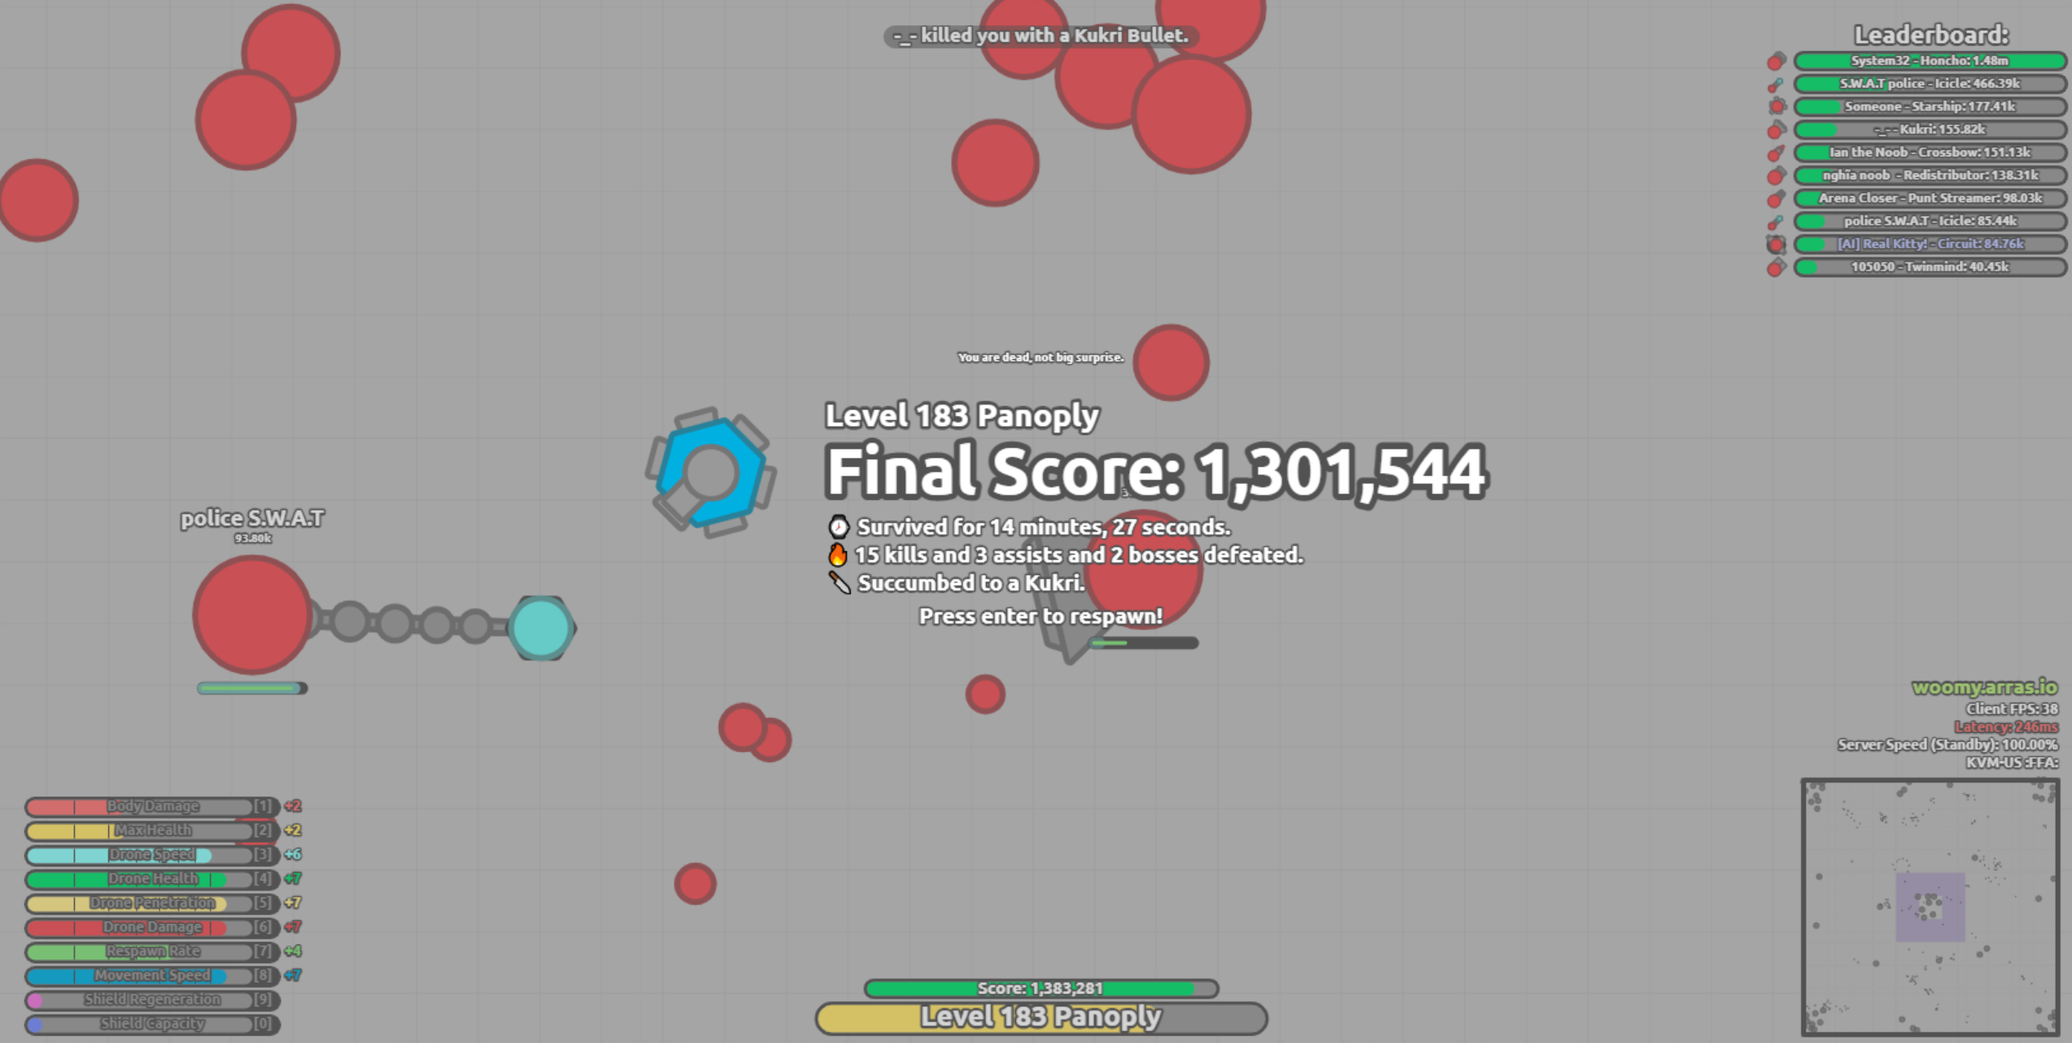 -_- killed you with a Kukri Bullet.
Leaderboard:
System32 - Honcho: 1.48m
S.W.A.T police - Icicle: 466.39k
Someone - Starship: 177.41k
-_- - Kukri: 155.82k
Ian the Noob - Crossbow: 151.13k
nghia noob - Redistributor: 138.31k
Arena Closer - Punt Streamer: 98.03k
police S.W.A.T - Icicle: 85.44k
[AI] Real Kitty! - Circuit: 84.76k
105050 - Twinmind: 40.45k
You are dead, not big surprise.
Level 183 Panoply
Final Score: 1,301,544
Survived for 14 minutes, 27 seconds.
15 kills and 3 assists and 2 bosses defeated.
Succumbed to a Kukri.
Press enter to respawn!
police S.W.A.T
93.80k
woomy.arras.io
Client FPS: 38
Latency: 246ms
Server Speed (Standby): 100.00%
KVM-US :FFA:
Body Damage [1] +2
Max Health [2] +2
Drone Speed [3] +6
Drone Health [4] +7
Drone Penetration [5] +7
Drone Damage [6] +7
Respawn Rate [7] +4
Movement Speed [8] +7
Shield Regeneration [9]
Shield Capacity [0]
Score: 1,383,281
Level 183 Panoply